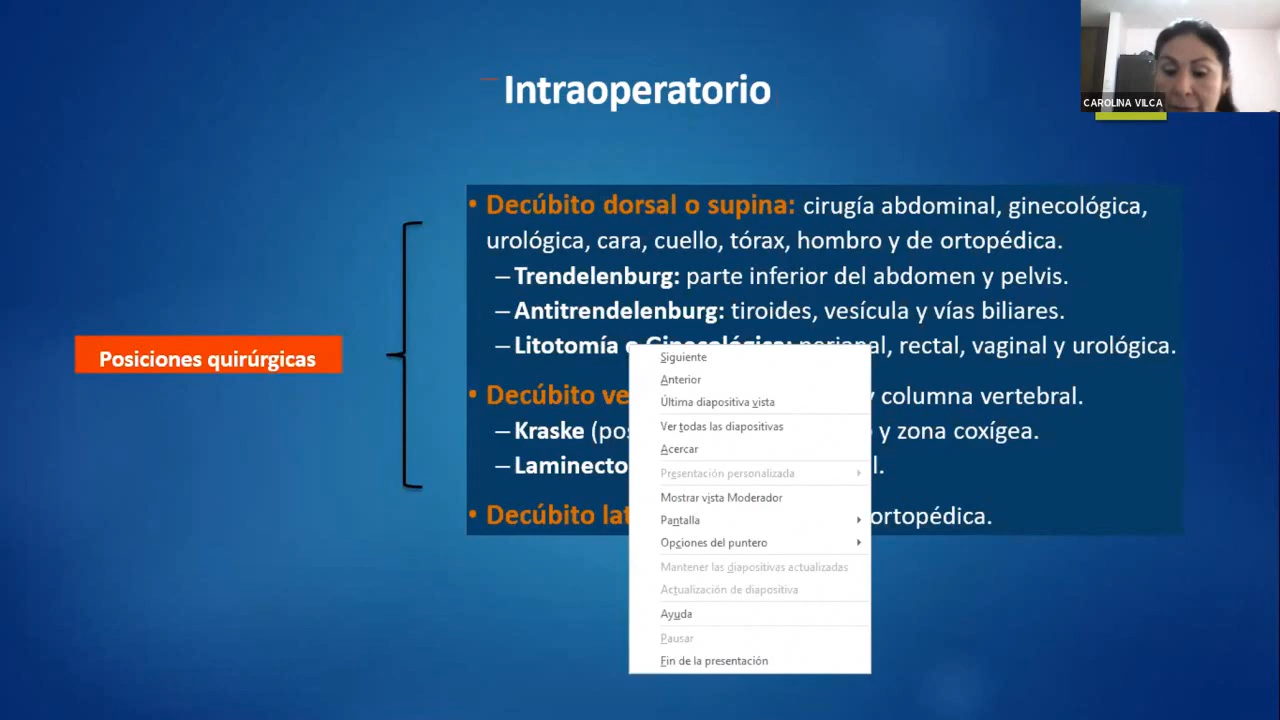 Intraoperatorio
CAROLINA VILCA
• Decúbito dorsal o supina: cirugía abdominal, ginecológica,
urológica, cara, cuello, tórax, hombro y de ortopédica.
–Trendelenburg: parte inferior del abdomen y pelvis.
–Antitrendelenburg: tiroides, vesícula y vías biliares.
–Litotomía o Ginecológica: perianal, rectal, vaginal y urológica.
Posiciones quirúrgicas
• Decúbito y columna vertebral.
–Kraske y zona coxígea.
• Decúbito ortopédica.
Siguiente
Anterior
Última diapositiva vista
Ver todas las diapositivas
Acercar
Presentación personalizada
Mostrar vista Moderador
Pantalla
Opciones del puntero
Mantener las diapositivas actualizadas
Actualización de diapositiva
Ayuda
Pausar
Fin de la presentación